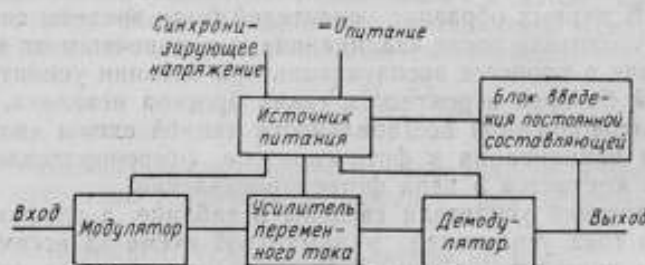 Синхрони-
зирующее
напряжение
=Uпитание
Источник
питания
Блок введе-
ния постоянной
составляющей
Вход
Модулятор
Усилитель
перемен-
ного тока
Демоду-
лятор
Выход